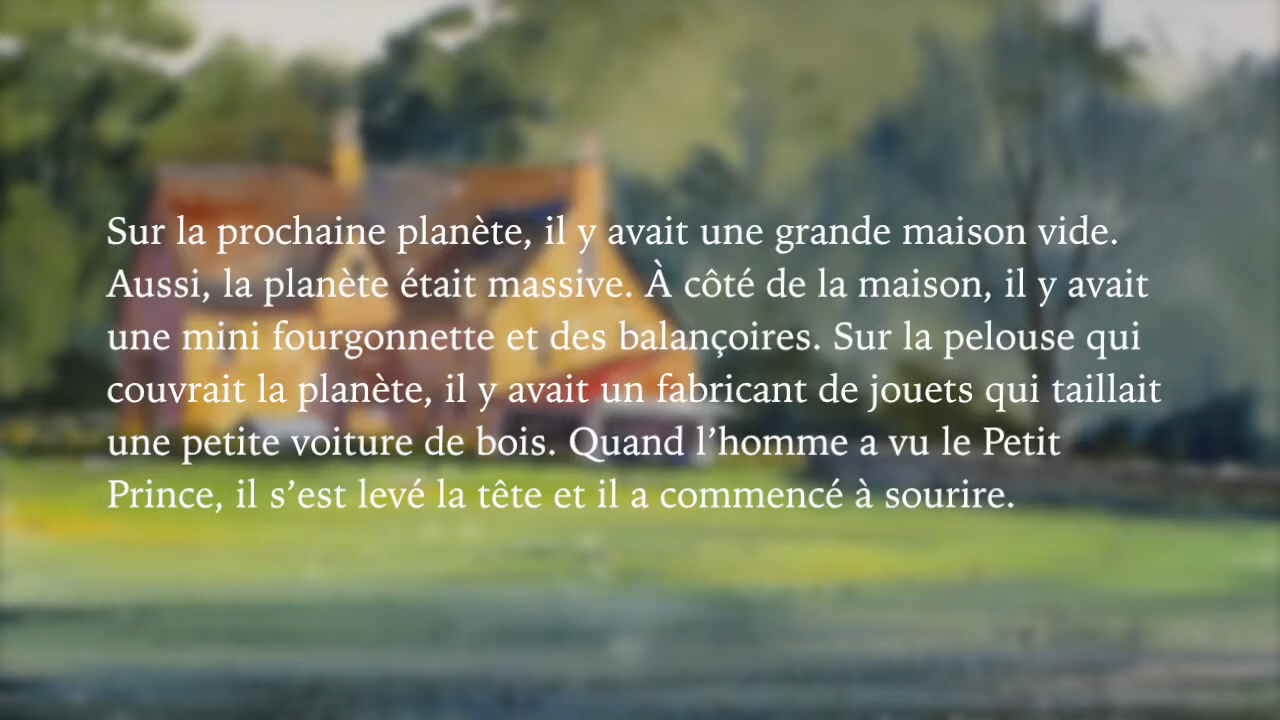 Sur la prochaine planète, il y avait une grande maison vide.
Aussi, la planète était massive. À côté de la maison, il y avait
une mini fourgonnette et des balançoires. Sur la pelouse qui
couvrait la planète, il y avait un fabricant de jouets qui taillait
une petite voiture de bois. Quand l’homme a vu le Petit
Prince, il s’est levé la tête et il a commencé à sourire.